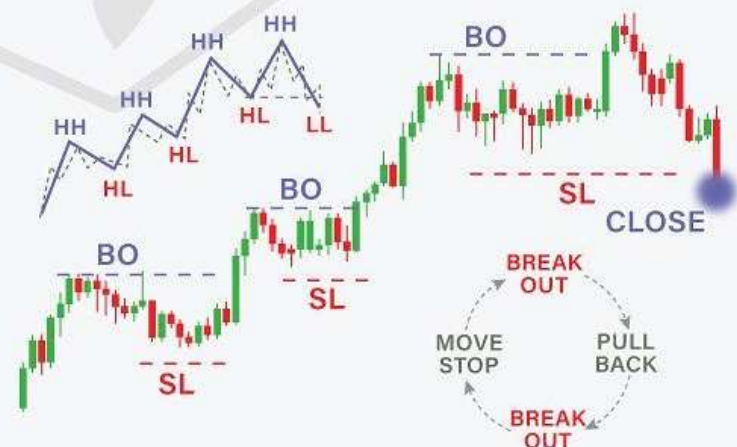 HH
HH
HH
HH
HL
HL
HL
LL
BO
SL
BO
SL
BO
SL
CLOSE
BREAK
OUT
PULL
BACK
BREAK
OUT
MOVE
STOP